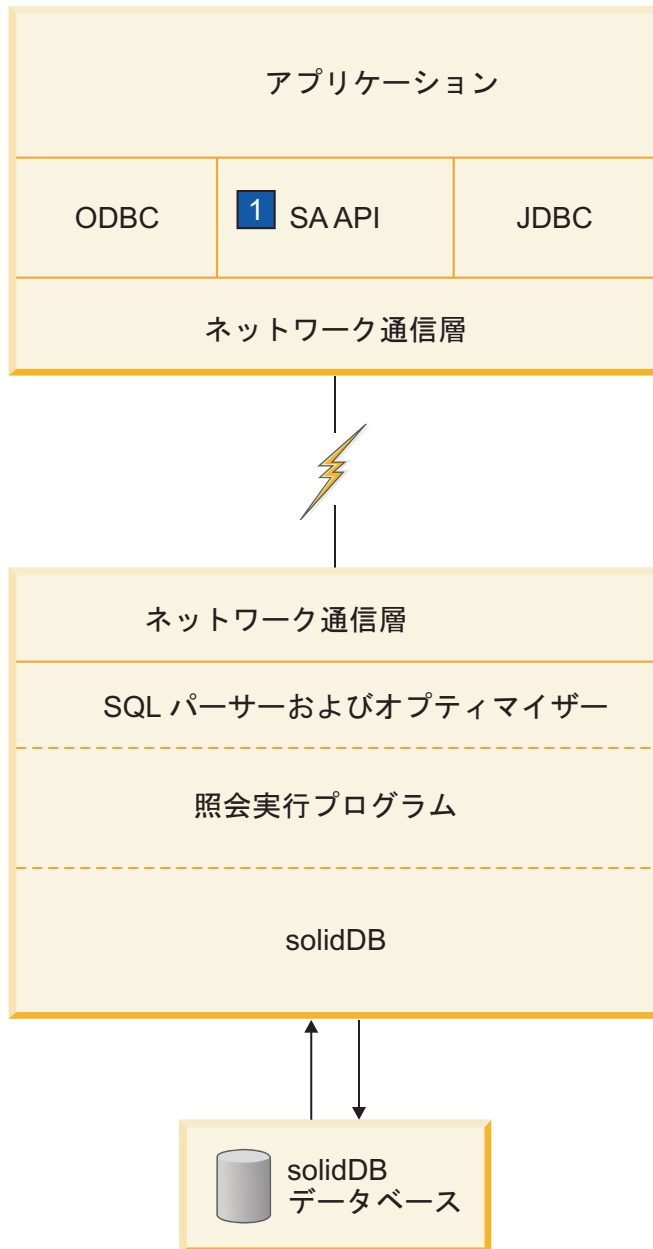 アプリケーション
ODBC
1 SA API
JDBC
ネットワーク通信層
ネットワーク通信層
SQL パーサーおよびオプティマイザー
照会実行プログラム
solidDB
solidDB
データベース